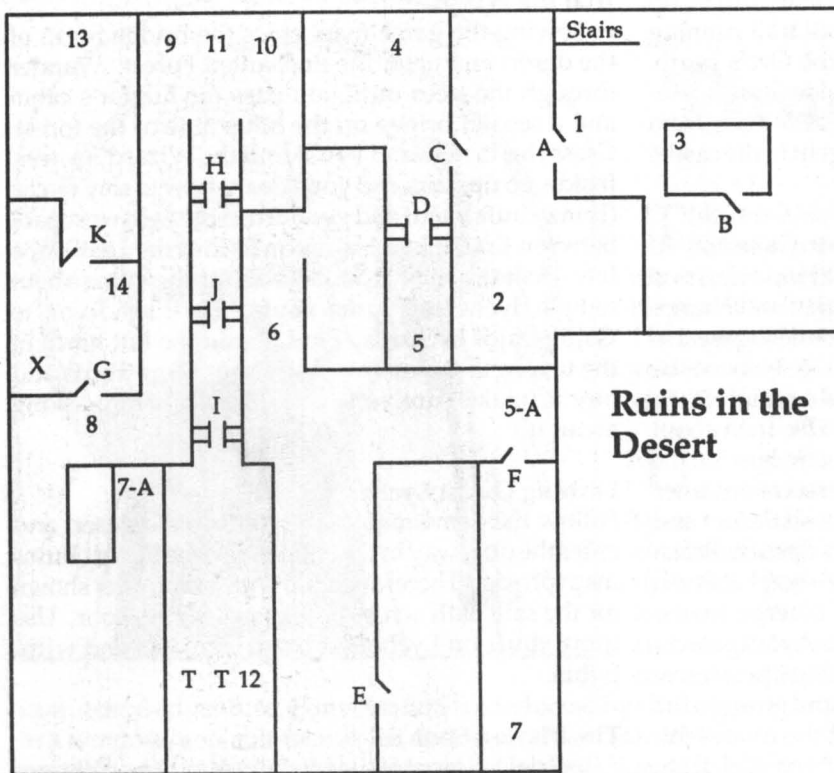 Stairs
13 9 11 10 4
1
3
C A
H
D B
K
14 J
2
6
5
X G
8 I
5-A
Ruins in the
Desert
7-A F
T T 12 E
7